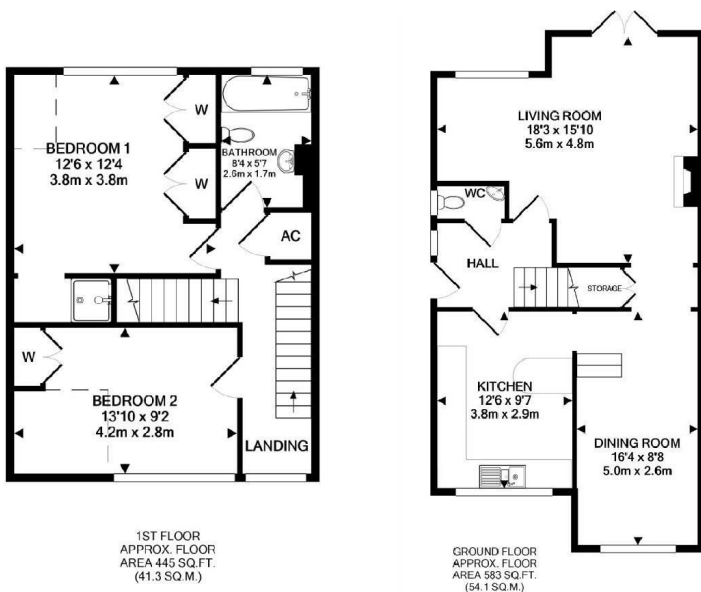 BEDROOM 1
12'6 x 12'4
3.8m x 3.8m
W
W
BATHROOM
8'4 x 5'7
2.6m x 1.7m
AC
W
BEDROOM 2
13'10 x 9'2
4.2m x 2.8m
LANDING
1ST FLOOR
APPROX. FLOOR
AREA 445 SQ.FT.
(41.3 SQ.M.)
LIVING ROOM
18'3 x 15'10
5.6m x 4.8m
WC
HALL
STORAGE
KITCHEN
12'6 x 9'7
3.8m x 2.9m
DINING ROOM
16'4 x 8'8
5.0m x 2.6m
GROUND FLOOR
APPROX. FLOOR
AREA 583 SQ.FT.
(54.1 SQ.M.)